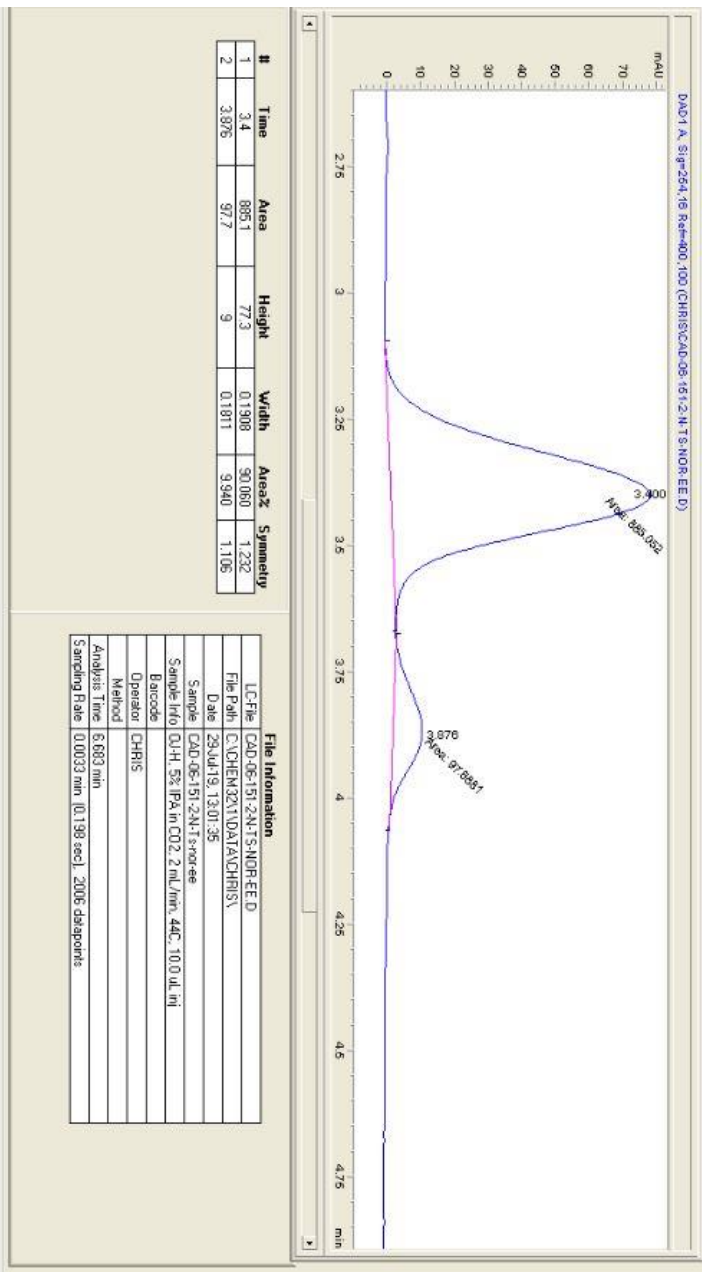 DAD1 A, Sig=254,16 Ref=400,100 (CHRIS\CAD-06-151-2-N-TS-NOR-EE.D)
mAU
70
60
50
40
30
20
10
0
3.400
Area: 885.052
3.876
Area: 97.6881
2.75
3
3.25
3.5
3.75
4
4.25
4.5
4.75
min
# Time Area Height Width Area% Symmetry
1 3.4 885.1 77.3 0.1908 90.060 1.232
2 3.876 97.7 9 0.1811 9.940 1.106
File Information
LC-File CAD-06-151-2-N-TS-NOR-EE.D
File Path C:\CHEM32\1\DATA\CHRIS\
Date 29-Jul-19, 13:01:35
Sample CAD-06-151-2-N-Ts-nor-ee
Sample Info OJ-H, 5% IPA in CO2, 2 mL/min, 44C, 10.0 uL inj
Barcode
Operator CHRIS
Method
Analysis Time 6.683 min
Sampling Rate 0.0033 min (0.198 sec), 2006 datapoints